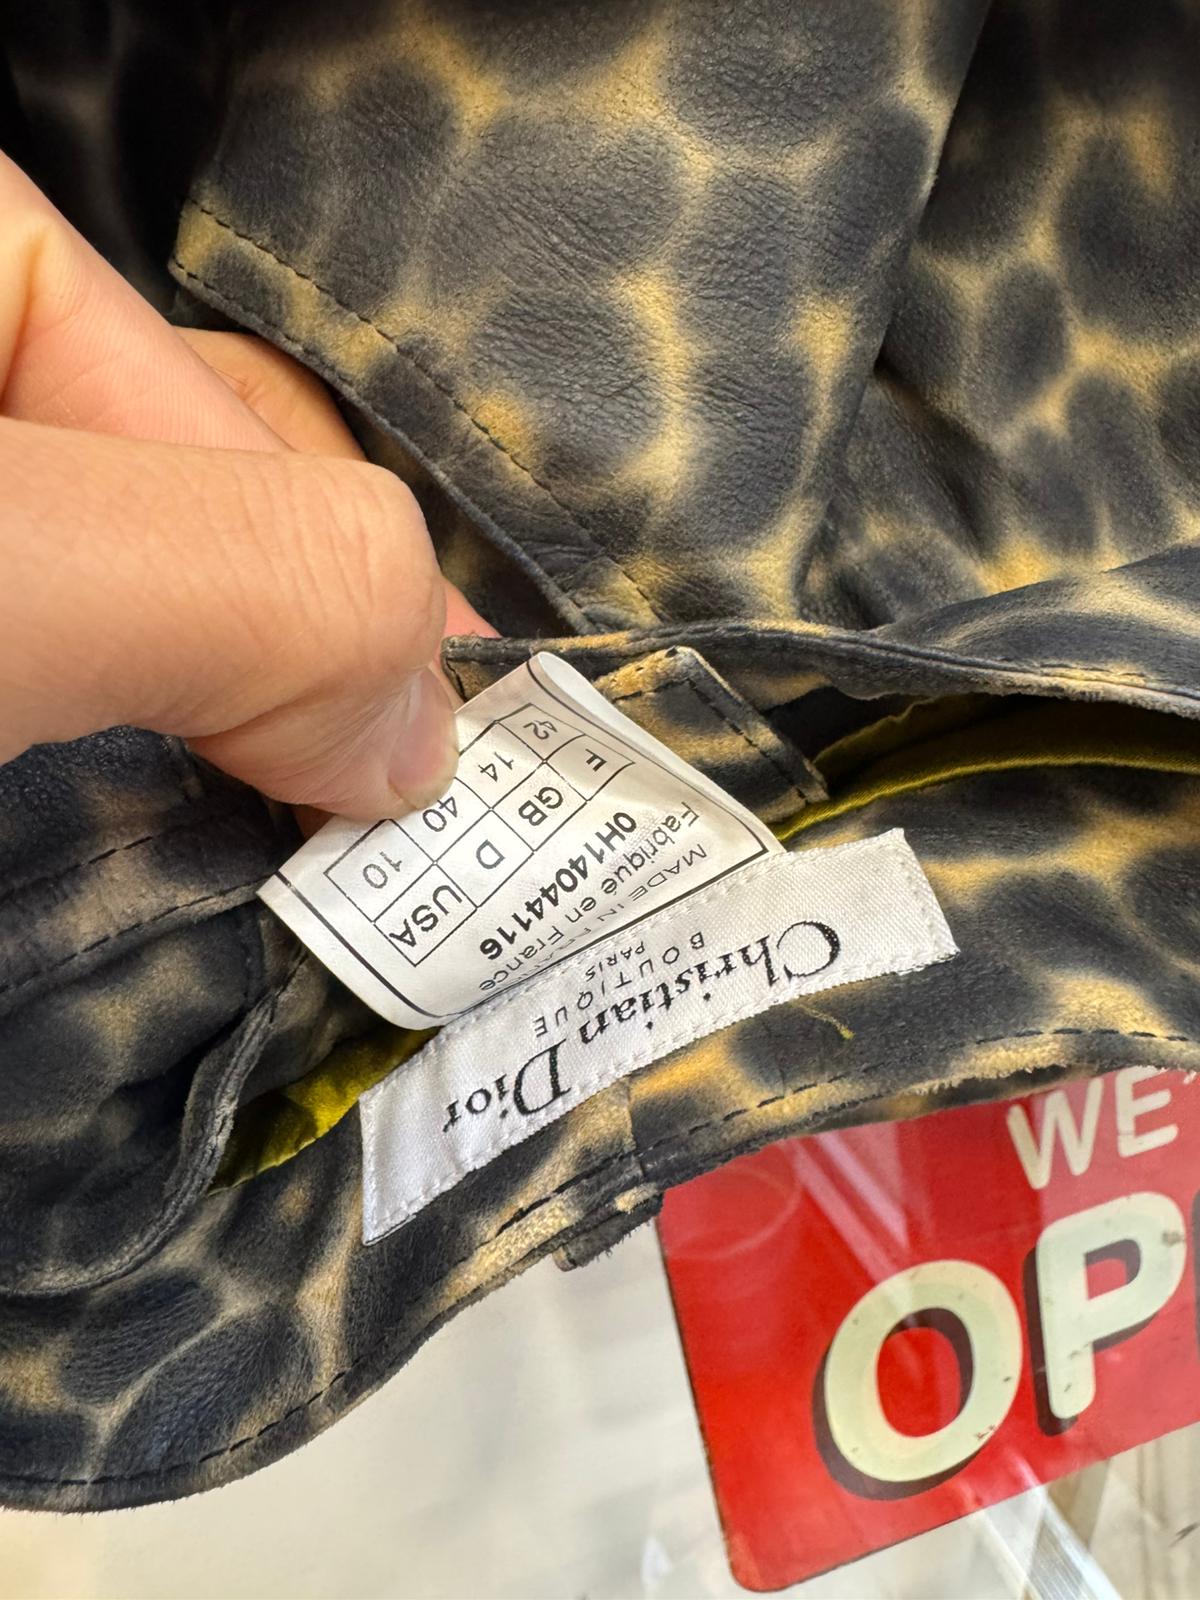 Christian Dior
BOUTIQUE
PARIS
MADE IN FRANCE
Fabriqué en France
0H14044116
F GB D USA
42 14 40 10
WE'
OP